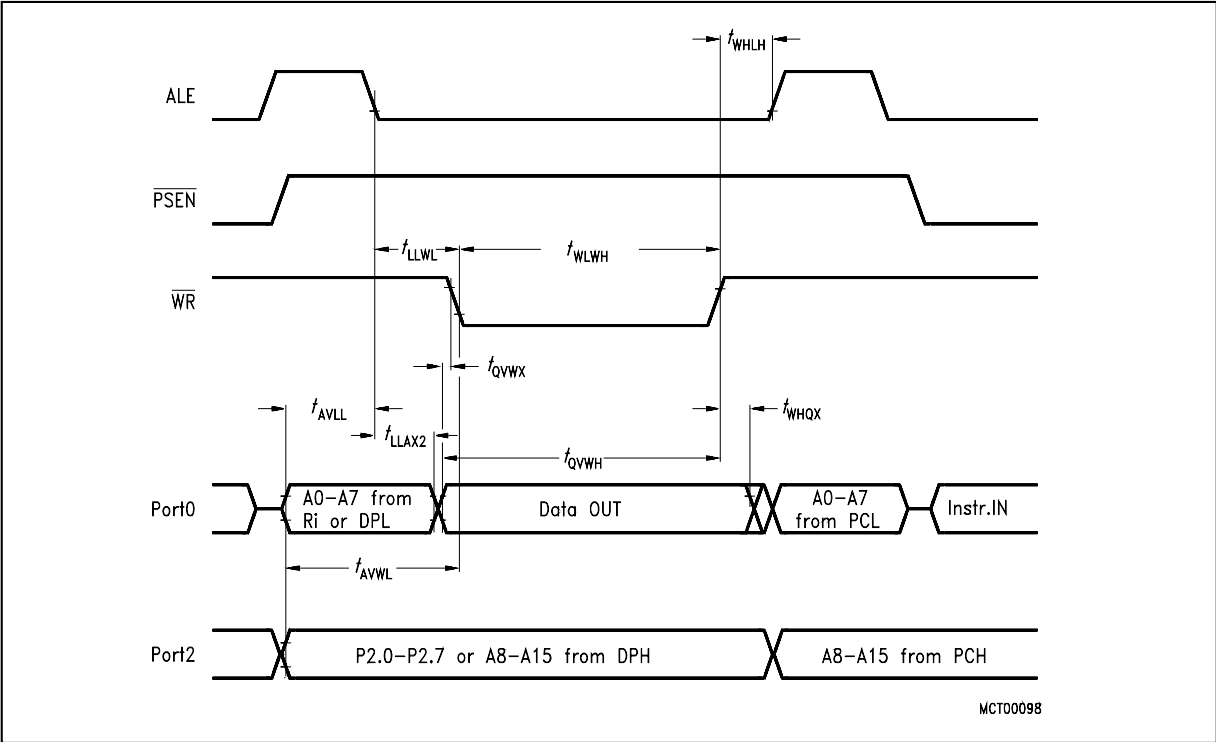 tWHLH
ALE
PSEN
tLLWL
tWLWH
WR
tQVWX
tAVLL
tWHQX
tLLAX2
tQVWH
Port0
A0-A7 from
Ri or DPL
Data OUT
A0-A7
from PCL
Instr.IN
tAVWL
Port2
P2.0-P2.7 or A8-A15 from DPH
A8-A15 from PCH
MCT00098